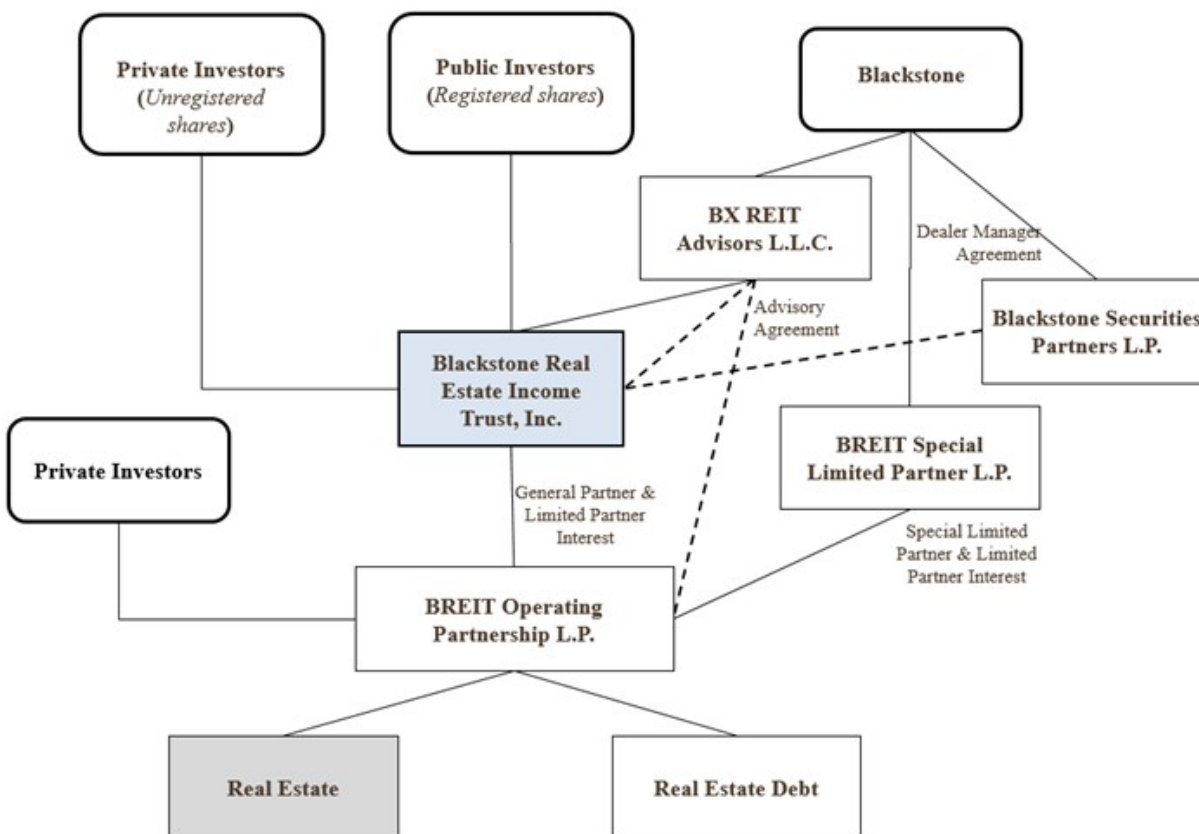 Private Investors
(Unregistered
shares)
Public Investors
(Registered shares)
Blackstone
BX REIT
Advisors L.L.C.
Dealer Manager
Agreement
Advisory
Agreement
Blackstone Securities
Partners L.P.
Blackstone Real
Estate Income
Trust, Inc.
BREIT Special
Limited Partner L.P.
Private Investors
General Partner &
Limited Partner
Interest
Special Limited
Partner & Limited
Partner Interest
BREIT Operating
Partnership L.P.
Real Estate
Real Estate Debt